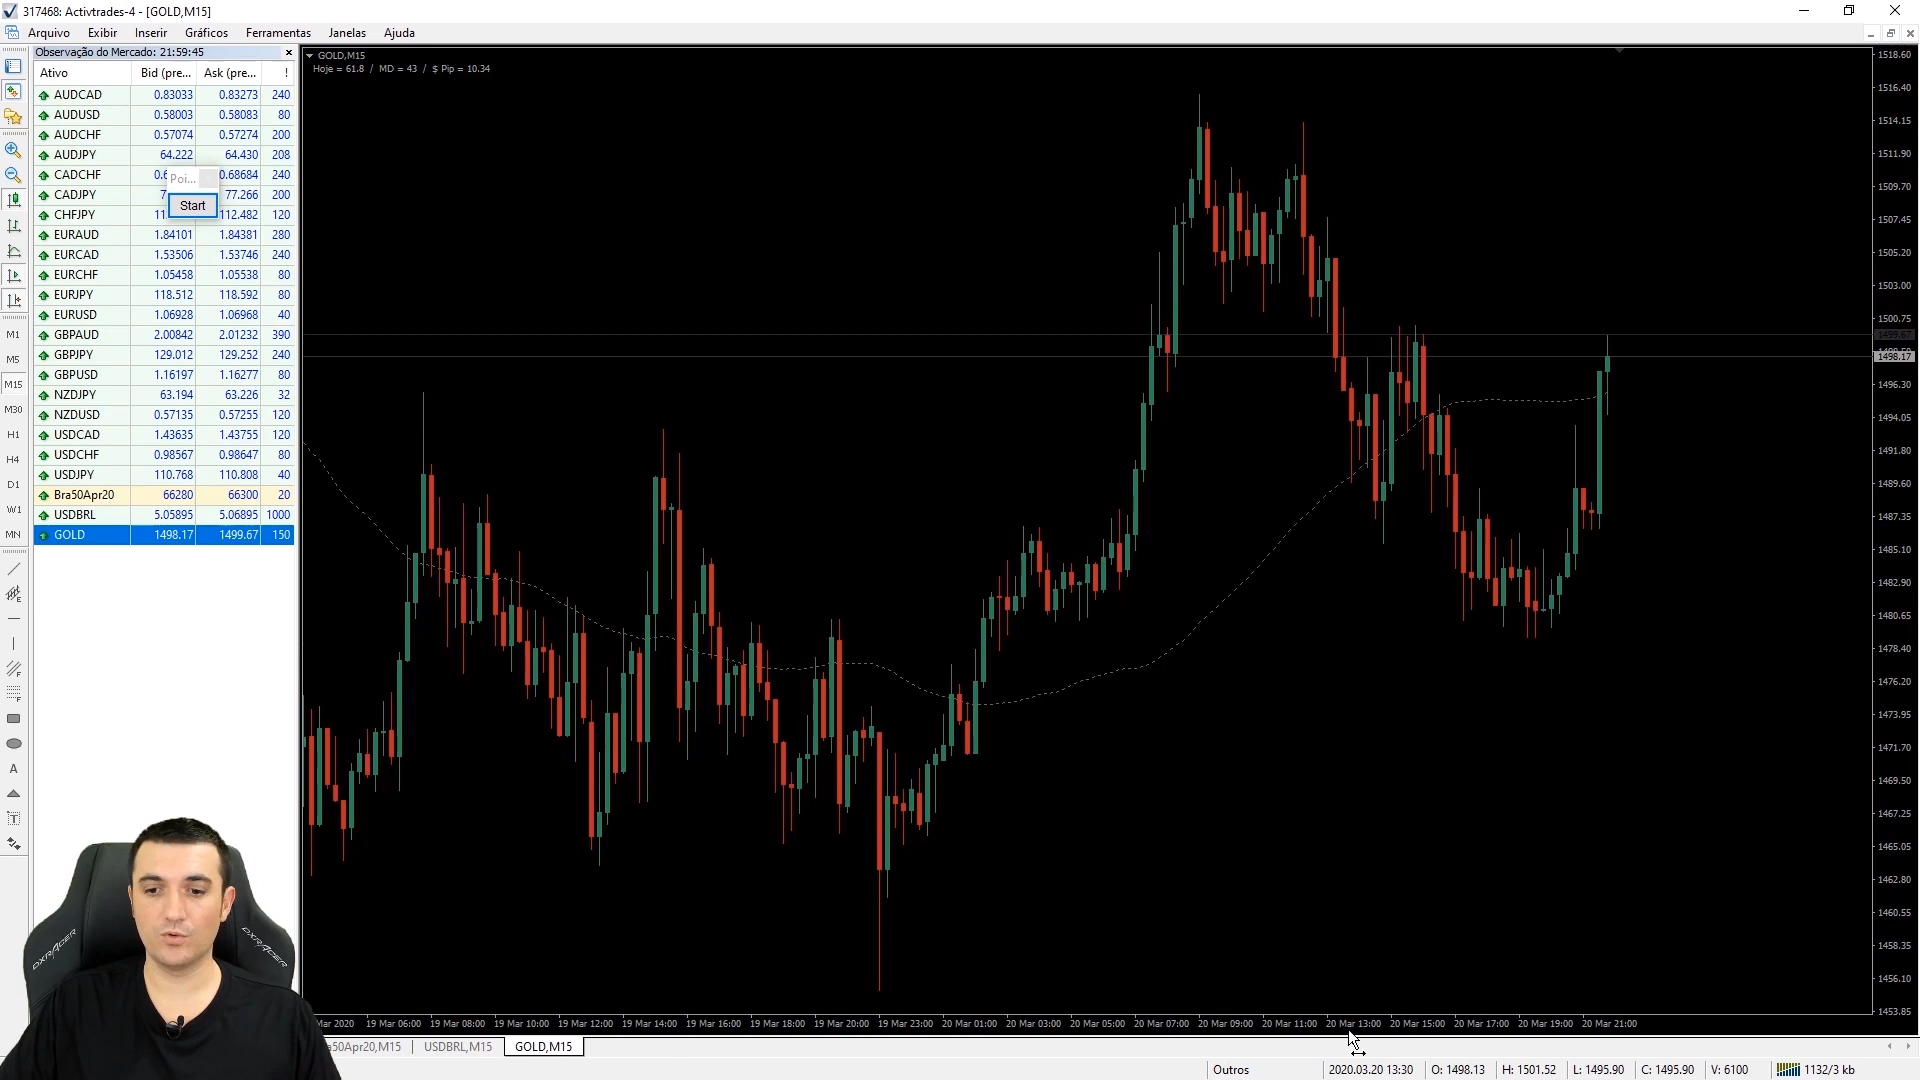 317468: Activtrades-4 - [GOLD,M15]
Arquivo Exibir Inserir Gráficos Ferramentas Janelas Ajuda
Observação do Mercado: 21:59:45
Ativo Bid (pre... Ask (pre... !
AUDCAD 0.83033 0.83273 240
AUDUSD 0.58003 0.58083 80
AUDCHF 0.57074 0.57274 200
AUDJPY 64.222 64.430 208
CADCHF 0.68684 240
CADJPY 77.266 200
CHFJPY 112.482 120
EURAUD 1.84101 1.84381 280
EURCAD 1.53506 1.53746 240
EURCHF 1.05458 1.05538 80
EURJPY 118.512 118.592 80
EURUSD 1.06928 1.06968 40
GBPAUD 2.00842 2.01232 390
GBPJPY 129.012 129.252 240
GBPUSD 1.16197 1.16277 80
NZDJPY 63.194 63.226 32
NZDUSD 0.57135 0.57255 120
USDCAD 1.43635 1.43755 120
USDCHF 0.98567 0.98647 80
USDJPY 110.768 110.808 40
Bra50Apr20 66280 66300 20
USDBRL 5.05895 5.06895 1000
GOLD 1498.17 1499.67 150
Poi...
Start
M1
M5
M15
M30
H1
H4
D1
W1
MN
GOLD,M15
Hoje = 61.8 / MD = 43 / $ Pip = 10.34
1518.60
1516.40
1514.15
1511.90
1509.70
1507.45
1505.20
1503.00
1500.75
1499.67
1498.17
1496.30
1494.05
1491.80
1489.60
1487.35
1485.10
1482.90
1480.65
1478.40
1476.20
1473.95
1471.70
1469.50
1467.25
1465.05
1462.80
1460.55
1458.35
1456.10
1453.85
Mar 2020 19 Mar 06:00 19 Mar 08:00 19 Mar 10:00 19 Mar 12:00 19 Mar 14:00 19 Mar 16:00 19 Mar 18:00 19 Mar 20:00 19 Mar 23:00 20 Mar 01:00 20 Mar 03:00 20 Mar 05:00 20 Mar 07:00 20 Mar 09:00 20 Mar 11:00 20 Mar 13:00 20 Mar 15:00 20 Mar 17:00 20 Mar 19:00 20 Mar 21:00
a50Apr20,M15 USDBRL,M15 GOLD,M15
Outros 2020.03.20 13:30 O: 1498.13 H: 1501.52 L: 1495.90 C: 1495.90 V: 6100 1132/3 kb
DXRACER
DXRACER